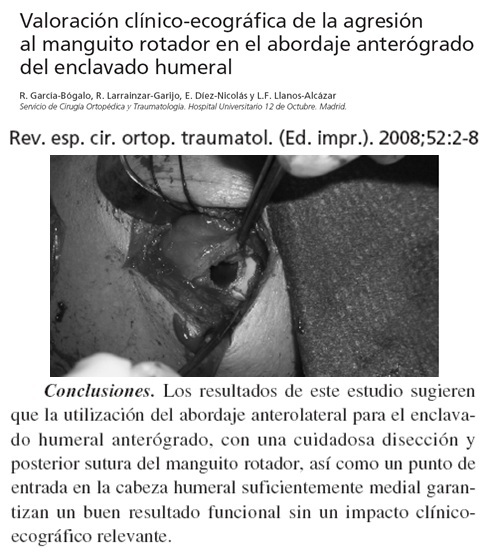 Valoración clínico-ecográfica de la agresión
al manguito rotador en el abordaje anterógrado
del enclavado humeral
R. García-Bógalo, R. Larrainzar-Garijo, E. Díez-Nicolás y L.F. Llanos-Alcázar
Servicio de Cirugía Ortopédica y Traumatología. Hospital Universitario 12 de Octubre. Madrid.
Rev. esp. cir. ortop. traumatol. (Ed. impr.). 2008;52:2-8
Conclusiones. Los resultados de este estudio sugieren
que la utilización del abordaje anterolateral para el enclava-
do humeral anterógrado, con una cuidadosa disección y
posterior sutura del manguito rotador, así como un punto de
entrada en la cabeza humeral suficientemente medial garan-
tizan un buen resultado funcional sin un impacto clínico-
ecográfico relevante.